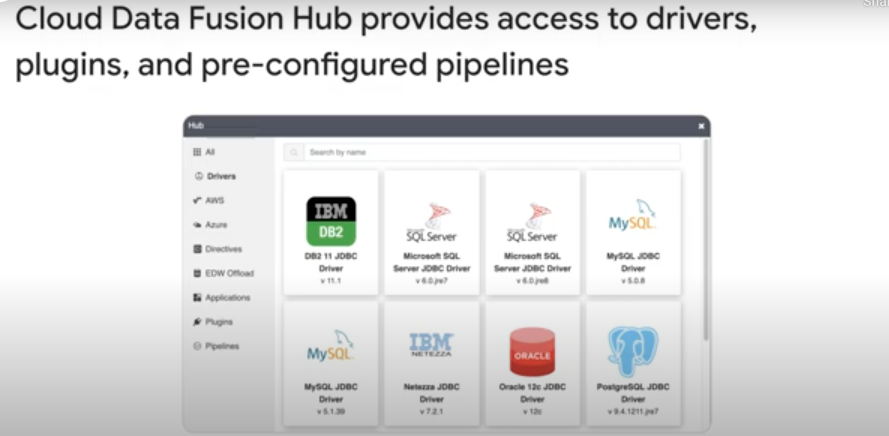 Cloud Data Fusion Hub provides access to drivers,
plugins, and pre-configured pipelines
Hub
All
Search by name
Drivers
AWS
Azure
Directives
EDW Offload
Applications
Plugins
Pipelines
IBM
DB2
DB2 11 JDBC
Driver
v 11.1
SQL Server
Microsoft SQL
Server JDBC Driver
v 6.0.jre7
SQL Server
Microsoft SQL
Server JDBC Driver
v 6.0.jre8
MySQL
MySQL JDBC
Driver
v 5.0.8
MySQL
MySQL JDBC
Driver
v 5.1.39
IBM
NETEZZA
Netezza JDBC
Driver
v 7.2.1
ORACLE
Oracle 12c JDBC
Driver
v 12c
PostgreSQL JDBC
Driver
v 9.4.1211.jre7